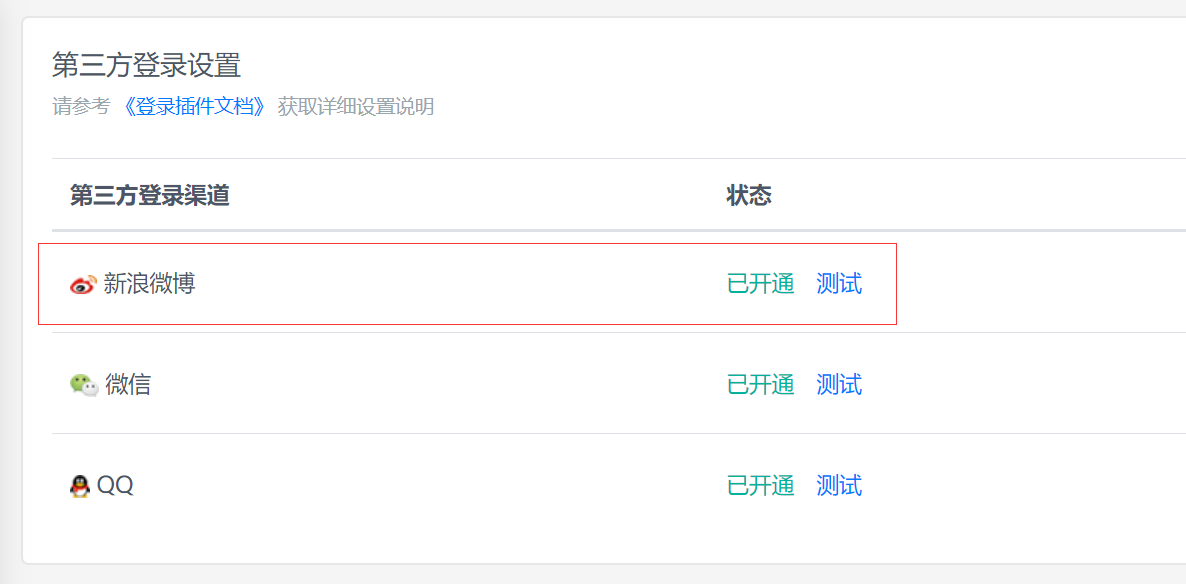 第三方登录设置
请参考 《登录插件文档》 获取详细设置说明
第三方登录渠道 状态
新浪微博 已开通 测试
微信 已开通 测试
QQ 已开通 测试